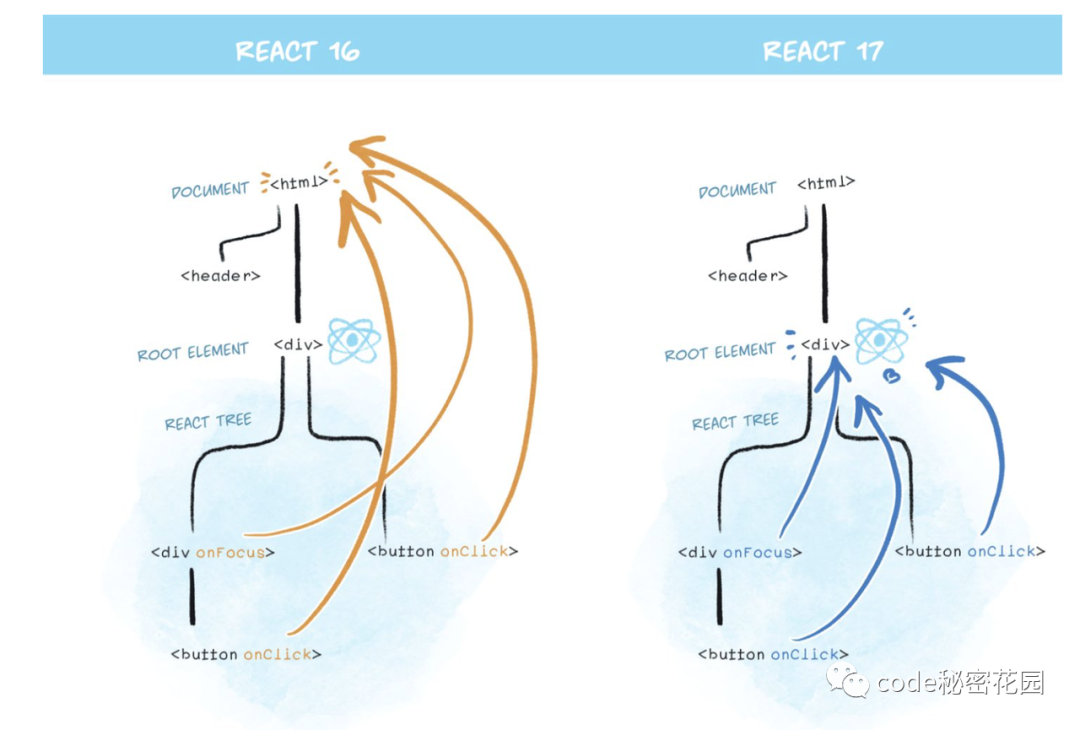 REACT 16
DOCUMENT <html>
<header>
ROOT ELEMENT <div>
REACT TREE
<div onFocus>
<button onClick>
<button onClick>
REACT 17
DOCUMENT <html>
<header>
ROOT ELEMENT <div>
REACT TREE
<div onFocus>
<button onClick>
<button onClick>
code秘密花园